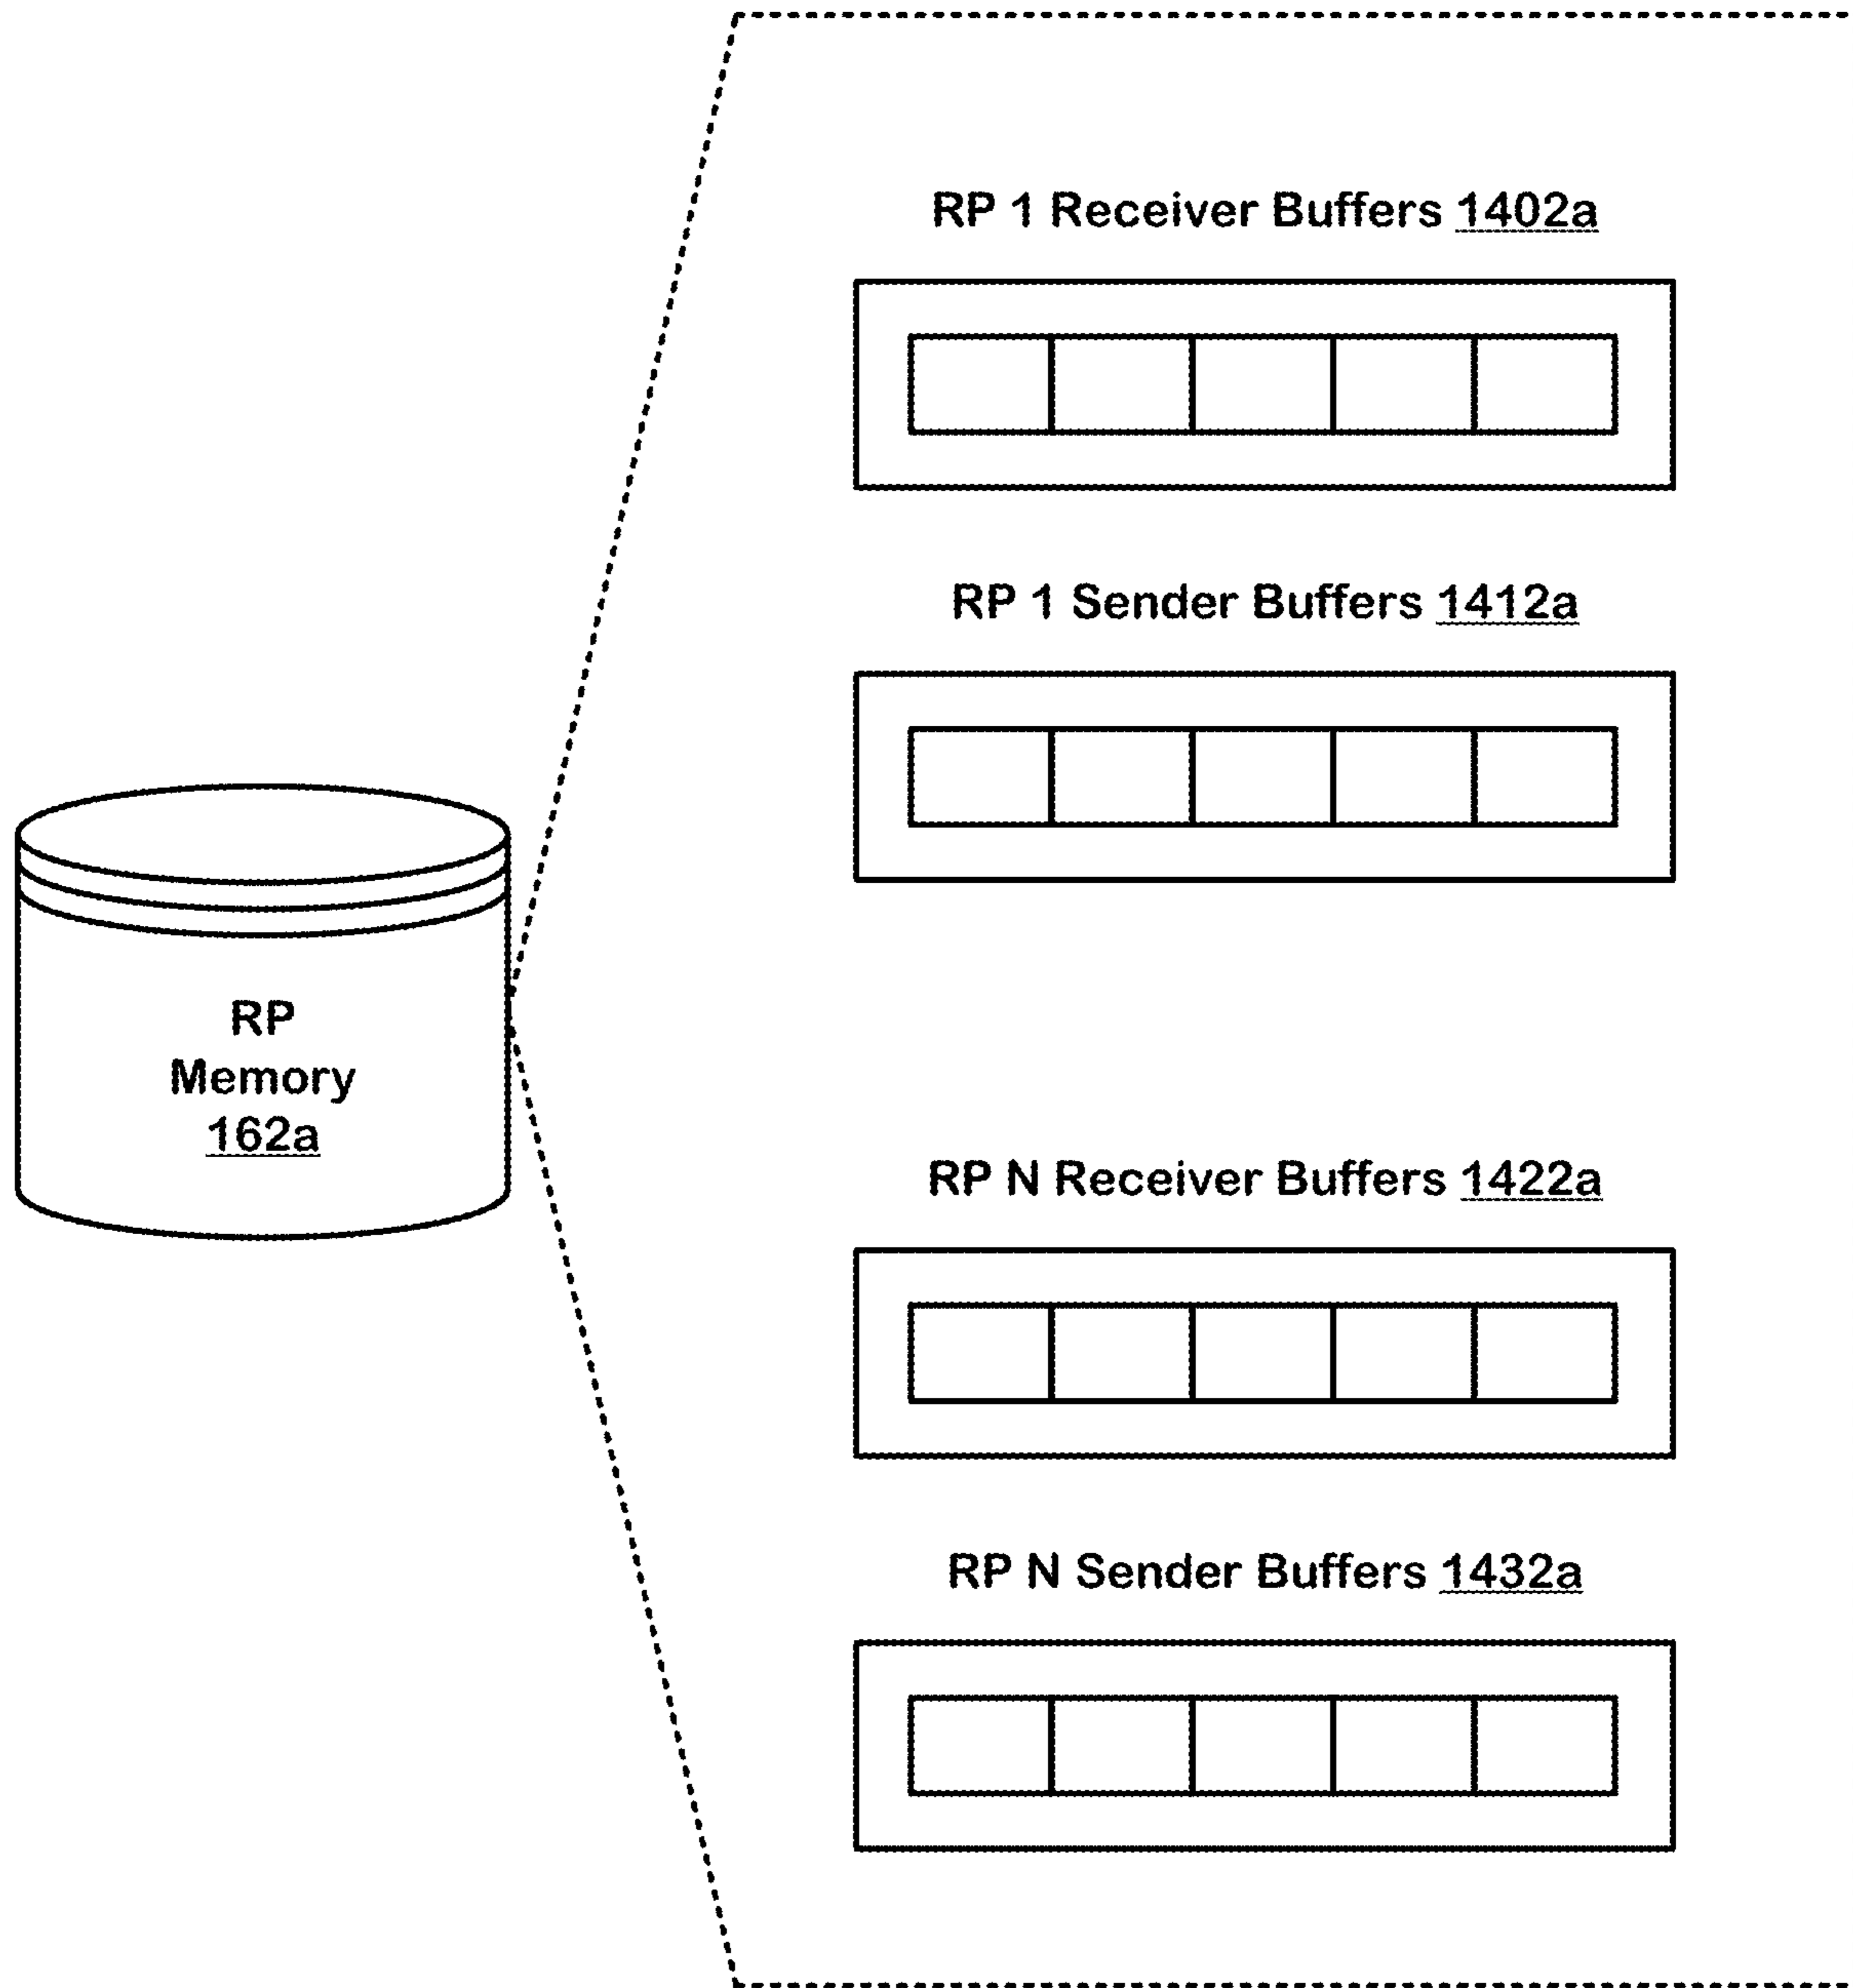 RP 1 Receiver Buffers 1402a
RP 1 Sender Buffers 1412a
RP
Memory
162a
RP N Receiver Buffers 1422a
RP N Sender Buffers 1432a